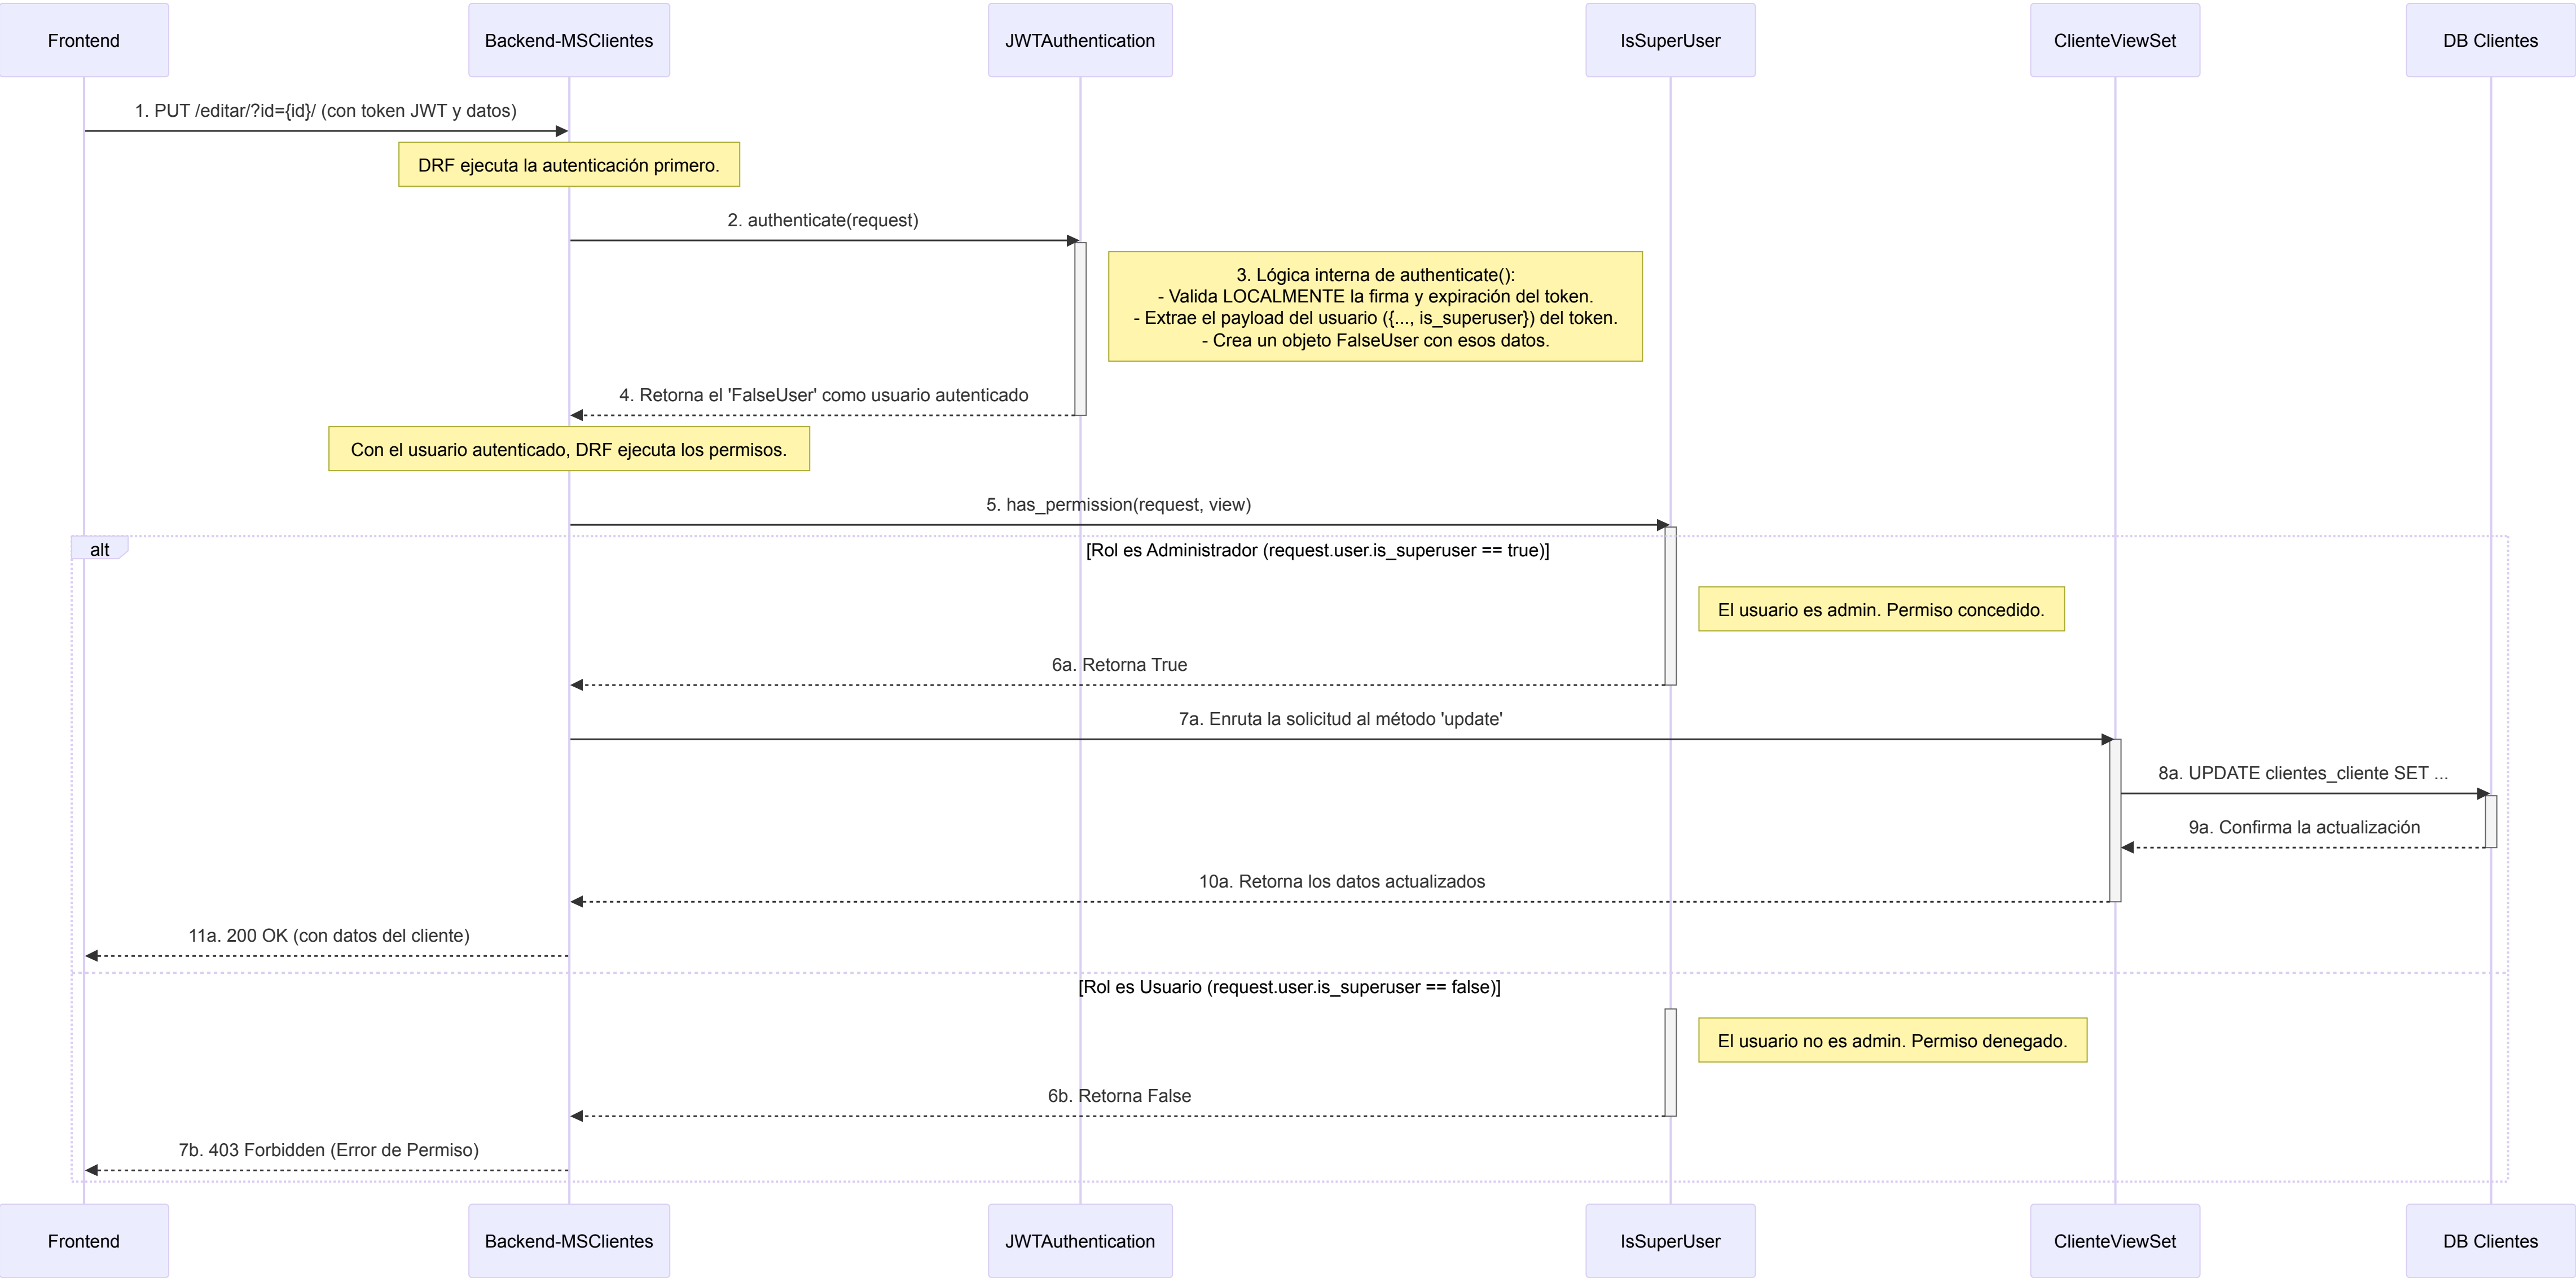 Frontend
Backend-MSClientes
JWTAuthentication
IsSuperUser
ClienteViewSet
DB Clientes
1. PUT /editar/?id={id}/ (con token JWT y datos)
DRF ejecuta la autenticación primero.
2. authenticate(request)
3. Lógica interna de authenticate():
- Valida LOCALMENTE la firma y expiración del token.
- Extrae el payload del usuario ({..., is_superuser}) del token.
- Crea un objeto FalseUser con esos datos.
4. Retorna el 'FalseUser' como usuario autenticado
Con el usuario autenticado, DRF ejecuta los permisos.
5. has_permission(request, view)
alt
[Rol es Administrador (request.user.is_superuser == true)]
El usuario es admin. Permiso concedido.
6a. Retorna True
7a. Enruta la solicitud al método 'update'
8a. UPDATE clientes_cliente SET ...
9a. Confirma la actualización
10a. Retorna los datos actualizados
11a. 200 OK (con datos del cliente)
[Rol es Usuario (request.user.is_superuser == false)]
El usuario no es admin. Permiso denegado.
6b. Retorna False
7b. 403 Forbidden (Error de Permiso)
Frontend
Backend-MSClientes
JWTAuthentication
IsSuperUser
ClienteViewSet
DB Clientes